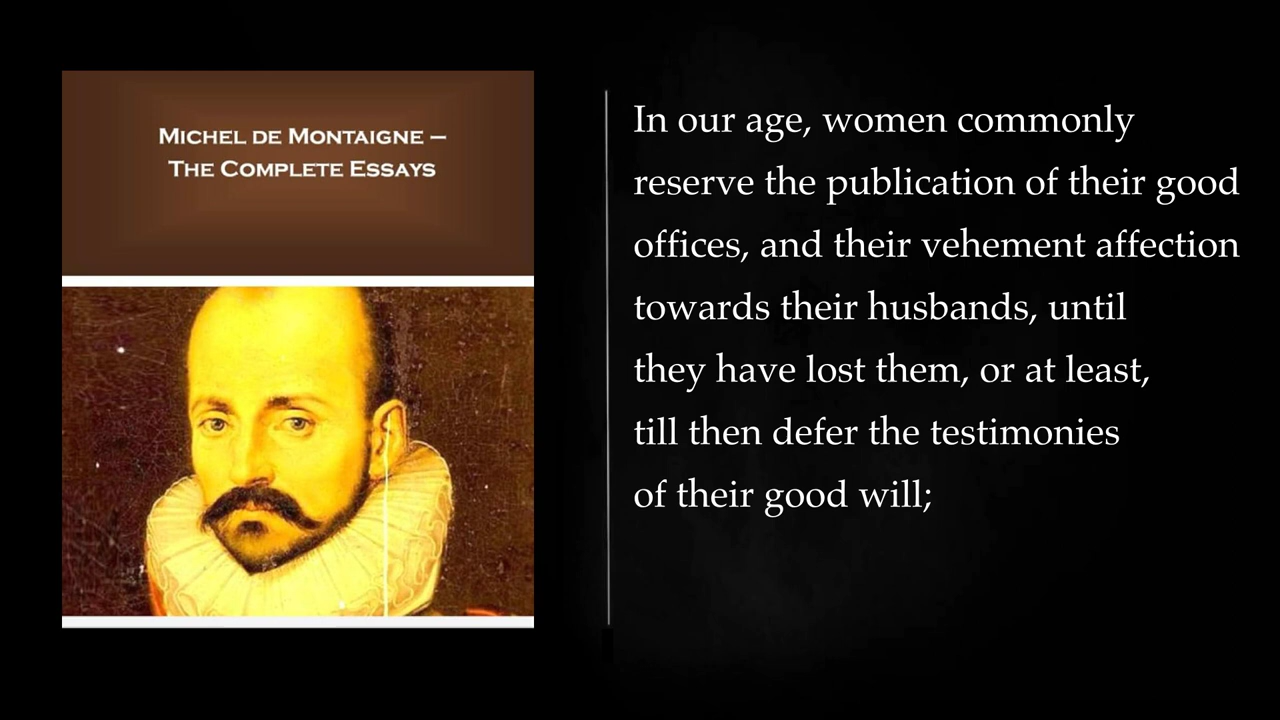 Michel de Montaigne –
The Complete Essays
In our age, women commonly
reserve the publication of their good
offices, and their vehement affection
towards their husbands, until
they have lost them, or at least,
till then defer the testimonies
of their good will;